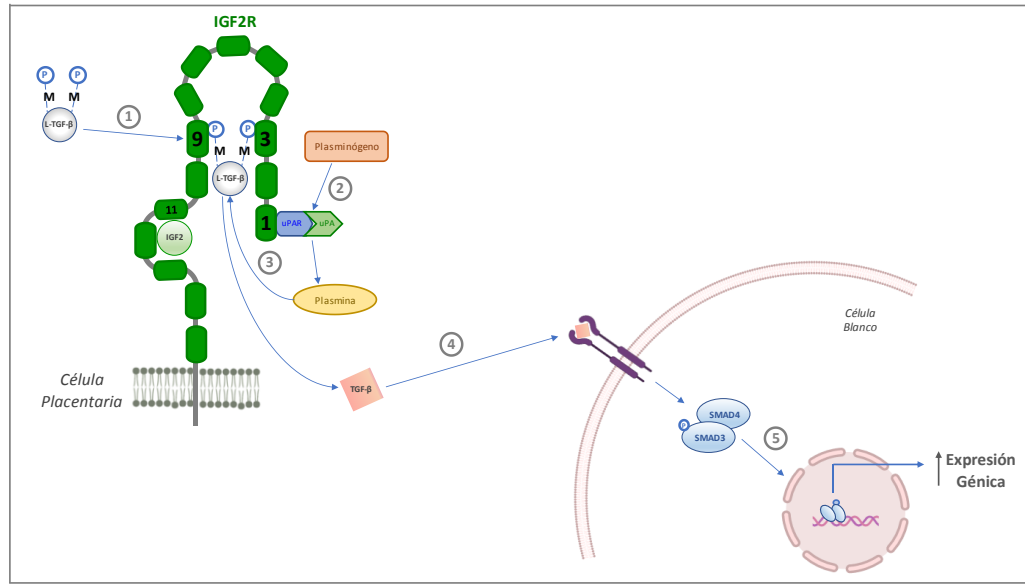 IGF2R
P
P
M
M
L-TGF-β
1
9
P
P
3
M
M
L-TGF-β
Plasminógeno
2
11
IGF2
1
uPAR
uPA
3
Plasmina
Célula
Placentaria
TGF-β
4
Célula
Blanco
SMAD4
P
SMAD3
5
Expresión
Génica